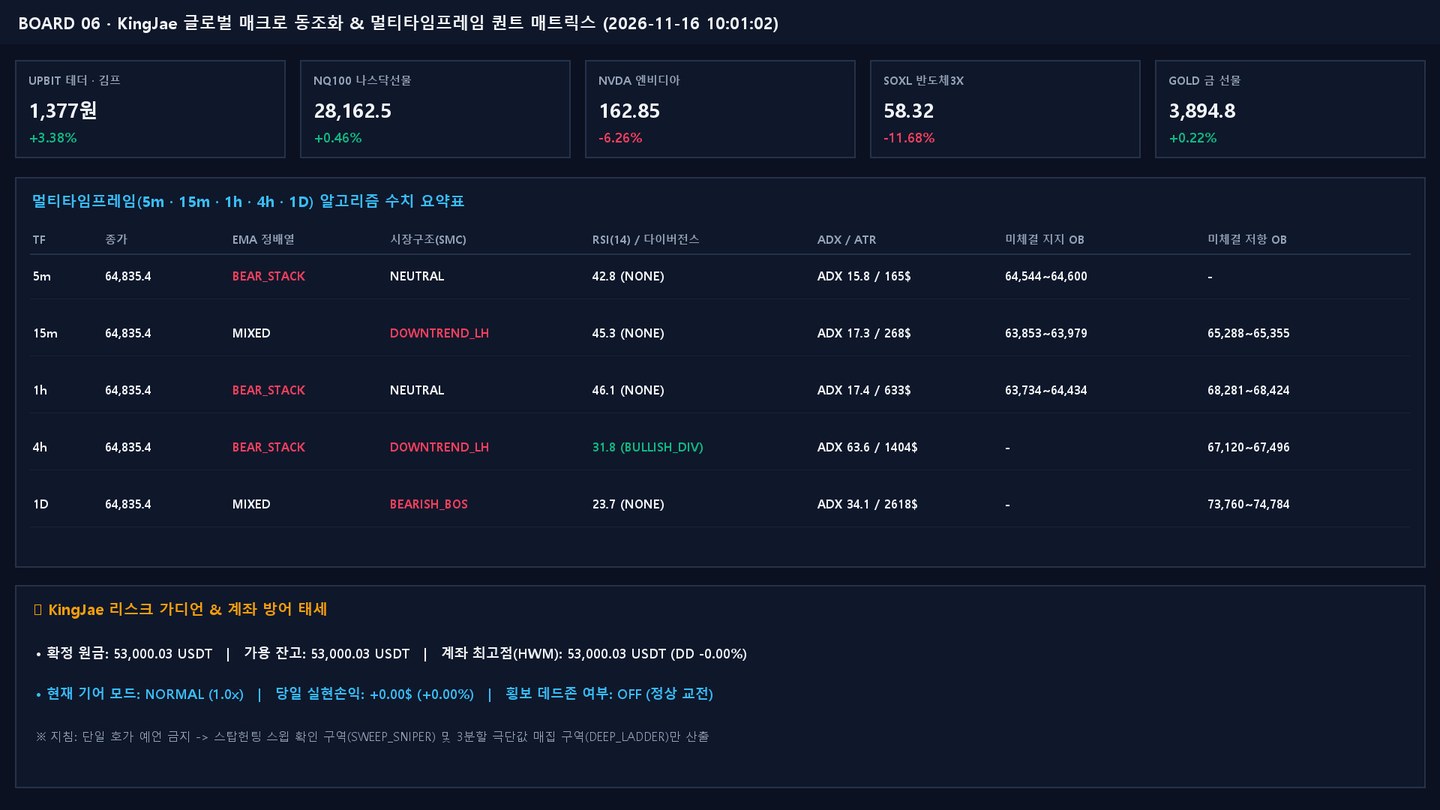 BOARD 06 · KingJae 글로벌 매크로 동조화 & 멀티타임프레임 퀀트 매트릭스 (2026-11-16 10:01:02)
UPBIT 테더 · 김프
1,377원
+3.38%
NQ100 나스닥선물
28,162.5
+0.46%
NVDA 엔비디아
162.85
-6.26%
SOXL 반도체3X
58.32
-11.68%
GOLD 금 선물
3,894.8
+0.22%
멀티타임프레임(5m · 15m · 1h · 4h · 1D) 알고리즘 수치 요약표
TF 종가 EMA 정배열 시장구조(SMC) RSI(14) / 다이버전스 ADX / ATR 미체결 지지 OB 미체결 저항 OB
5m 64,835.4 BEAR_STACK NEUTRAL 42.8 (NONE) ADX 15.8 / 165$ 64,544~64,600 -
15m 64,835.4 MIXED DOWNTREND_LH 45.3 (NONE) ADX 17.3 / 268$ 63,853~63,979 65,288~65,355
1h 64,835.4 BEAR_STACK NEUTRAL 46.1 (NONE) ADX 17.4 / 633$ 63,734~64,434 68,281~68,424
4h 64,835.4 BEAR_STACK DOWNTREND_LH 31.8 (BULLISH_DIV) ADX 63.6 / 1404$ - 67,120~67,496
1D 64,835.4 MIXED BEARISH_BOS 23.7 (NONE) ADX 34.1 / 2618$ - 73,760~74,784
KingJae 리스크 가디언 & 계좌 방어 태세
• 확정 원금: 53,000.03 USDT | 가용 잔고: 53,000.03 USDT | 계좌 최고점(HWM): 53,000.03 USDT (DD -0.00%)
• 현재 기어 모드: NORMAL (1.0x) | 당일 실현손익: +0.00$ (+0.00%) | 횡보 데드존 여부: OFF (정상 교전)
※ 지침: 단일 호가 예언 금지 -> 스탑헌팅 스윕 확인 구역(SWEEP_SNIPER) 및 3분할 극단값 매집 구역(DEEP_LADDER)만 산출